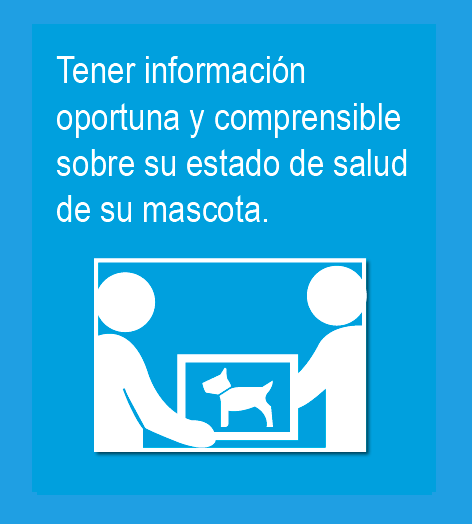 Tener información
oportuna y comprensible
sobre su estado de salud
de su mascota.